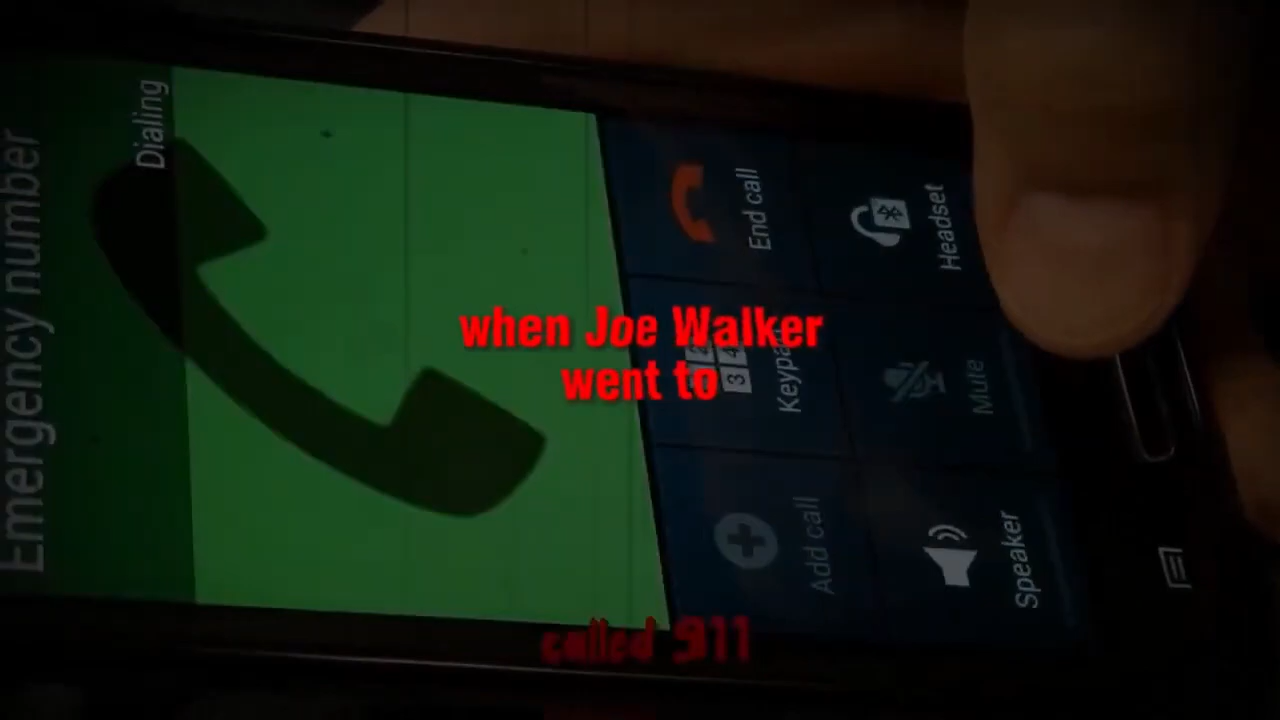 Emergency number
Dialing
End call
Headset
when Joe Walker
went to
Keypad
Mute
Add call
Speaker
called 911